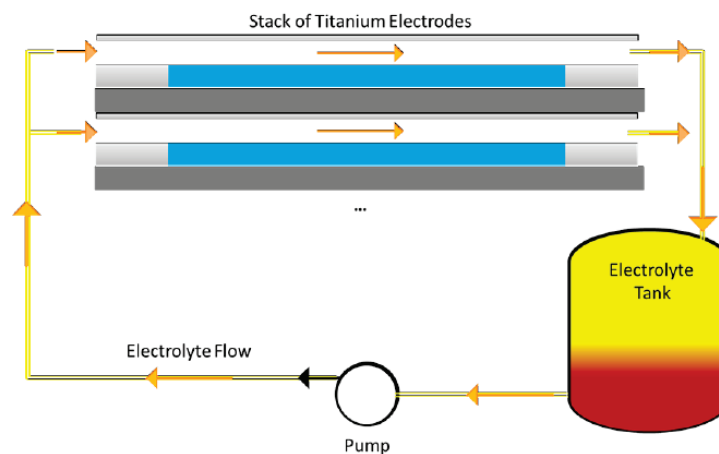 Stack of Titanium Electrodes
...
Electrolyte
Tank
Electrolyte Flow
Pump